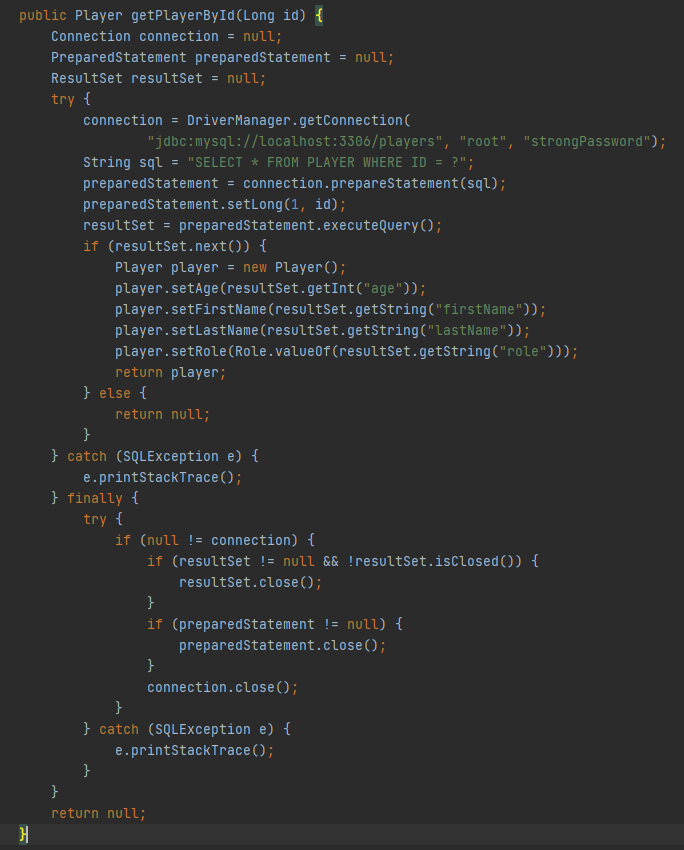 public Player getPlayerById(Long id) {
    Connection connection = null;
    PreparedStatement preparedStatement = null;
    ResultSet resultSet = null;
    try {
        connection = DriverManager.getConnection(
                "jdbc:mysql://localhost:3306/players", "root", "strongPassword");
        String sql = "SELECT * FROM PLAYER WHERE ID = ?";
        preparedStatement = connection.prepareStatement(sql);
        preparedStatement.setLong(1, id);
        resultSet = preparedStatement.executeQuery();
        if (resultSet.next()) {
            Player player = new Player();
            player.setAge(resultSet.getInt("age"));
            player.setFirstName(resultSet.getString("firstName"));
            player.setLastName(resultSet.getString("lastName"));
            player.setRole(Role.valueOf(resultSet.getString("role")));
            return player;
        } else {
            return null;
        }
    } catch (SQLException e) {
        e.printStackTrace();
    } finally {
        try {
            if (null != connection) {
                if (resultSet != null && !resultSet.isClosed()) {
                    resultSet.close();
                }
                if (preparedStatement != null) {
                    preparedStatement.close();
                }
                connection.close();
            }
        } catch (SQLException e) {
            e.printStackTrace();
        }
    }
    return null;
}